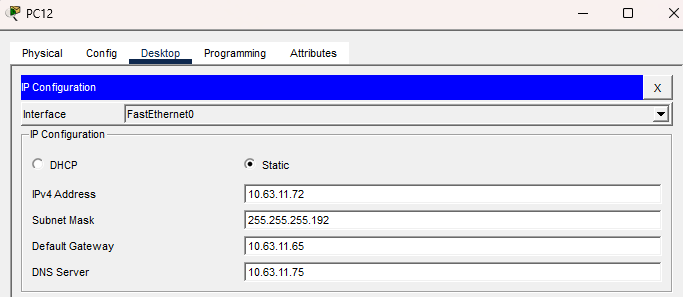 PC12
Physical Config Desktop Programming Attributes
IP Configuration X
Interface FastEthernet0
IP Configuration
DHCP Static
IPv4 Address 10.63.11.72
Subnet Mask 255.255.255.192
Default Gateway 10.63.11.65
DNS Server 10.63.11.75